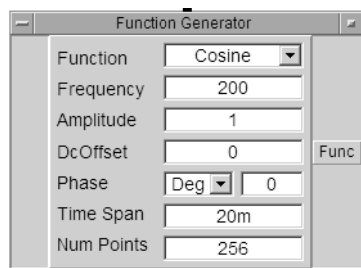 Function Generator
Function Cosine
Frequency 200
Amplitude 1
DcOffset 0 Func
Phase Deg 0
Time Span 20m
Num Points 256